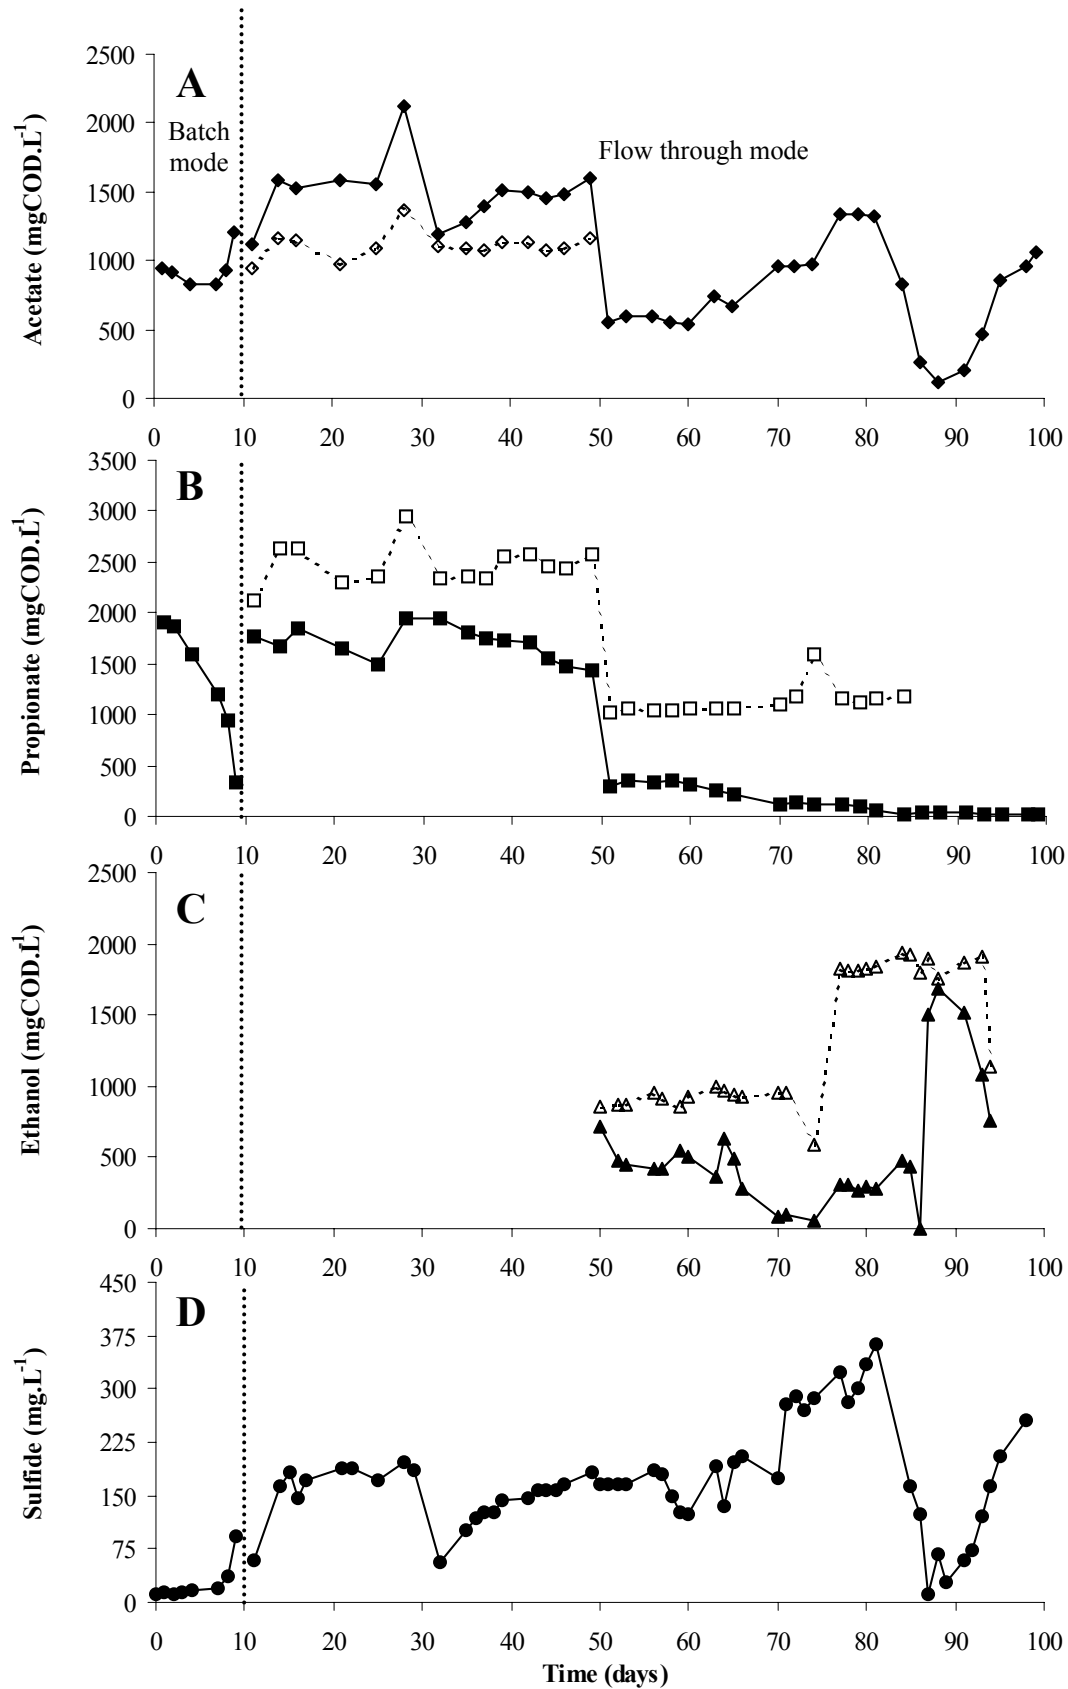 A
Batch
mode
Flow through mode
Acetate (mgCOD.L-1)
2500
2000
1500
1000
500
0
0 10 20 30 40 50 60 70 80 90 100
B
Propionate (mgCOD.L-1)
3500
3000
2500
2000
1500
1000
500
0
0 10 20 30 40 50 60 70 80 90 100
C
Ethanol (mgCOD.L)
2500
2000
1500
1000
500
0
0 10 20 30 40 50 60 70 80 90 100
D
Sulfide (mg.L-1)
450
375
300
225
150
75
0
0 10 20 30 40 50 60 70 80 90 100
Time (days)